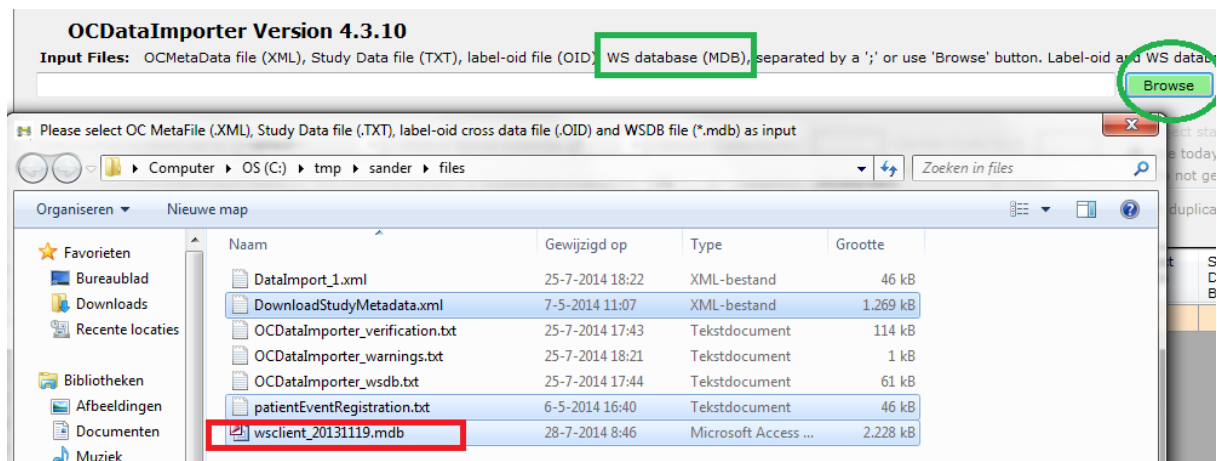 OCDataImporter Version 4.3.10
Input Files: OCMetaData file (XML), Study Data file (TXT), label-oid file (OID) WS database (MDB), separated by a ';' or use 'Browse' button. Label-oid and WS datab
Browse
Please select OC MetaFile (.XML), Study Data file (.TXT), label-oid cross data file (.OID) and WSDB file (*.mdb) as input
Computer OS (C:) tmp sander files
Zoeken in files
Organiseren Nieuwe map
Naam Gewijzigd op Type Grootte
Favorieten
Bureaublad
Downloads
Recente locaties
Bibliotheken
Afbeeldingen
Documenten
Muziek
DataImport_1.xml 25-7-2014 18:22 XML-bestand 46 kB
DownloadStudyMetadata.xml 7-5-2014 11:07 XML-bestand 1.269 kB
OCDataImporter_verification.txt 25-7-2014 17:43 Tekstdocument 114 kB
OCDataImporter_warnings.txt 25-7-2014 18:21 Tekstdocument 1 kB
OCDataImporter_wsdb.txt 25-7-2014 17:44 Tekstdocument 61 kB
patientEventRegistration.txt 6-5-2014 16:40 Tekstdocument 46 kB
wsclient_20131119.mdb 28-7-2014 8:46 Microsoft Access ... 2.228 kB